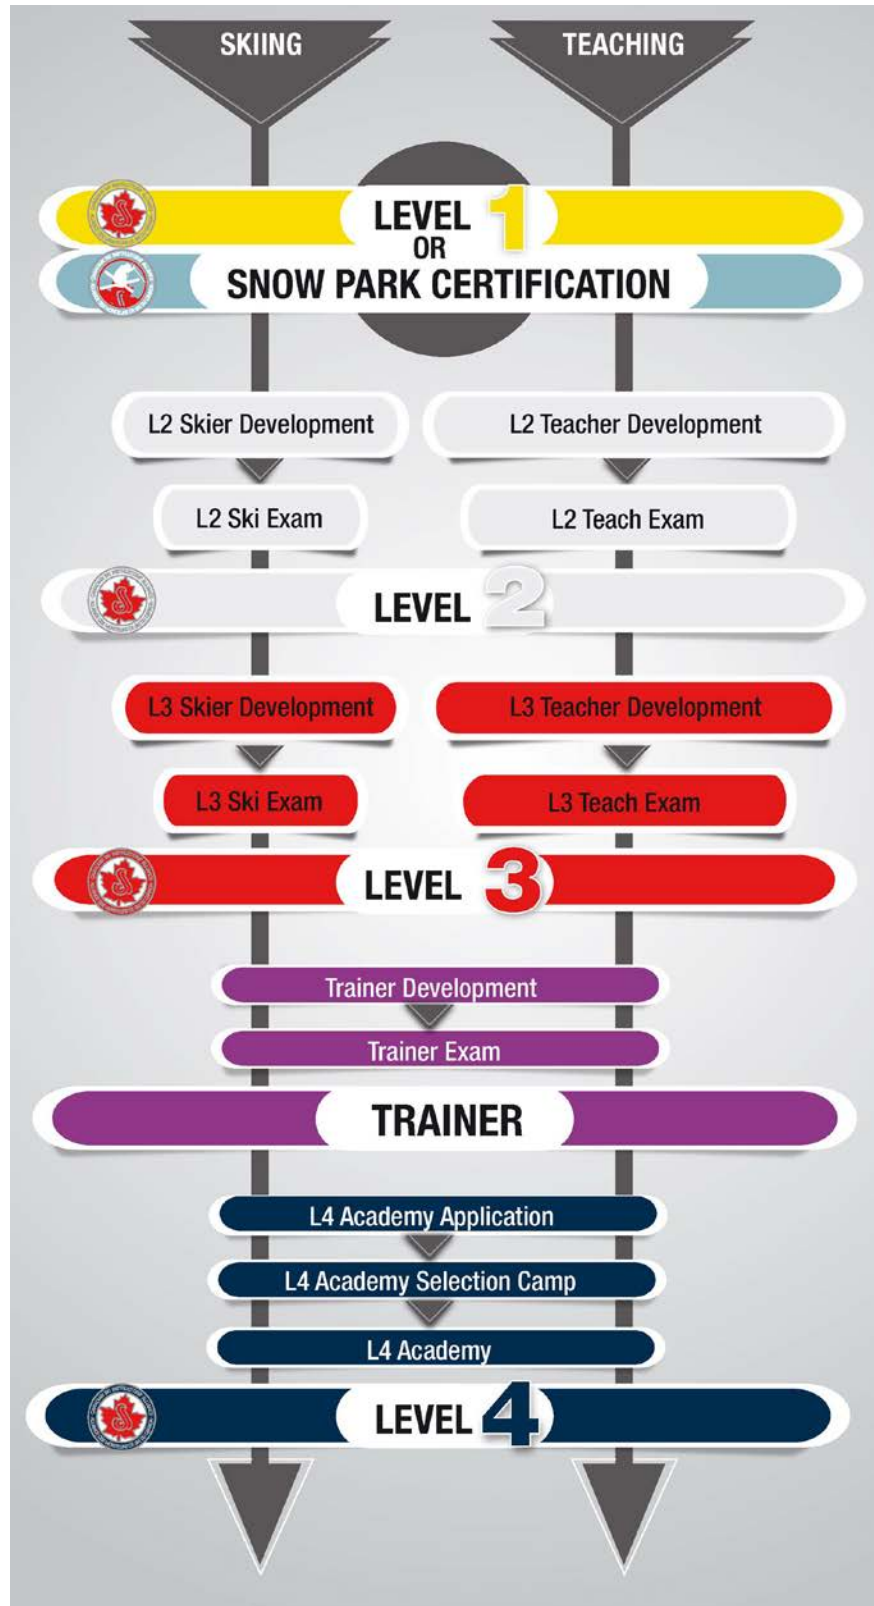 SKIING
TEACHING
LEVEL 1
OR
SNOW PARK CERTIFICATION
L2 Skier Development
L2 Teacher Development
L2 Ski Exam
L2 Teach Exam
LEVEL 2
L3 Skier Development
L3 Teacher Development
L3 Ski Exam
L3 Teach Exam
LEVEL 3
Trainer Development
Trainer Exam
TRAINER
L4 Academy Application
L4 Academy Selection Camp
L4 Academy
LEVEL 4